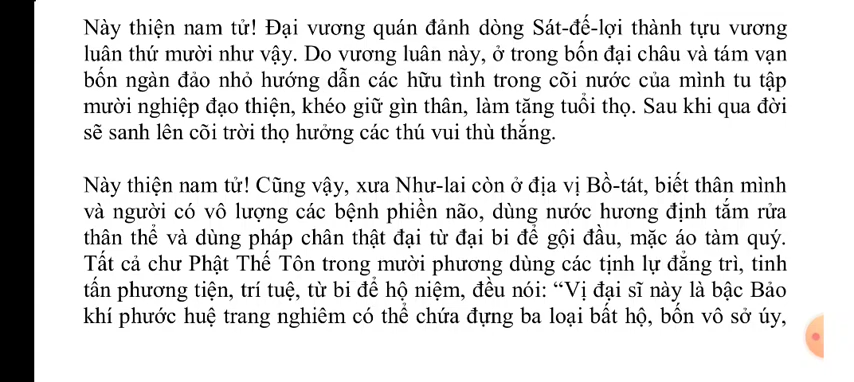 Này thiện nam tử! Đại vương quán đảnh dòng Sát-đế-lợi thành tựu vương
luân thứ mười như vậy. Do vương luân này, ở trong bốn đại châu và tám vạn
bốn ngàn đảo nhỏ hướng dẫn các hữu tình trong cõi nước của mình tu tập
mười nghiệp đạo thiện, khéo giữ gìn thân, làm tăng tuổi thọ. Sau khi qua đời
sẽ sanh lên cõi trời thọ hưởng các thú vui thù thắng.
Này thiện nam tử! Cũng vậy, xưa Như-lai còn ở địa vị Bồ-tát, biết thân mình
và người có vô lượng các bệnh phiền não, dùng nước hương định tắm rửa
thân thể và dùng pháp chân thật đại từ đại bi để gội đầu, mặc áo tàm quý.
Tất cả chư Phật Thế Tôn trong mười phương dùng các tịnh lự đẳng trì, tinh
tấn phương tiện, trí tuệ, từ bi để hộ niệm, đều nói: “Vị đại sĩ này là bậc Bảo
khí phước huệ trang nghiêm có thể chứa đựng ba loại bất hộ, bốn vô sở úy,